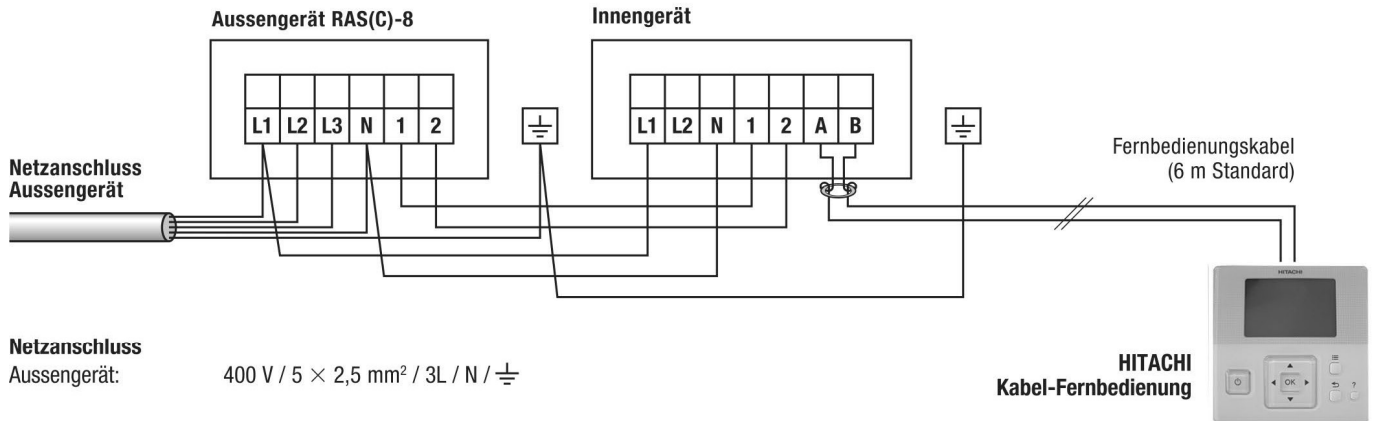 Aussengerät RAS(C)-8
Innengerät
L1 L2 L3 N 1 2
L1 L2 N 1 2 A B
Netzanschluss
Aussengerät
Fernbedienungskabel
(6 m Standard)
HITACHI
OK
?
HITACHI
Kabel-Fernbedienung
Netzanschluss
Aussengerät: 400 V / 5 × 2,5 mm² / 3L / N / ⏚